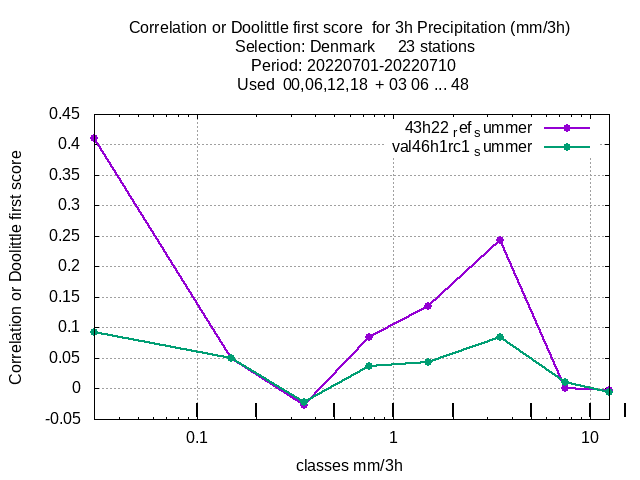 Correlation or Doolittle first score  for 3h Precipitation (mm/3h)
Selection: Denmark     23 stations
Period: 20220701-20220710
Used  00,06,12,18  + 03 06 ... 48
43h22 ref summer
val46h1rc1 summer
Correlation or Doolittle first score
0.45
0.4
0.35
0.3
0.25
0.2
0.15
0.1
0.05
0
-0.05
0.1 1 10
classes mm/3h